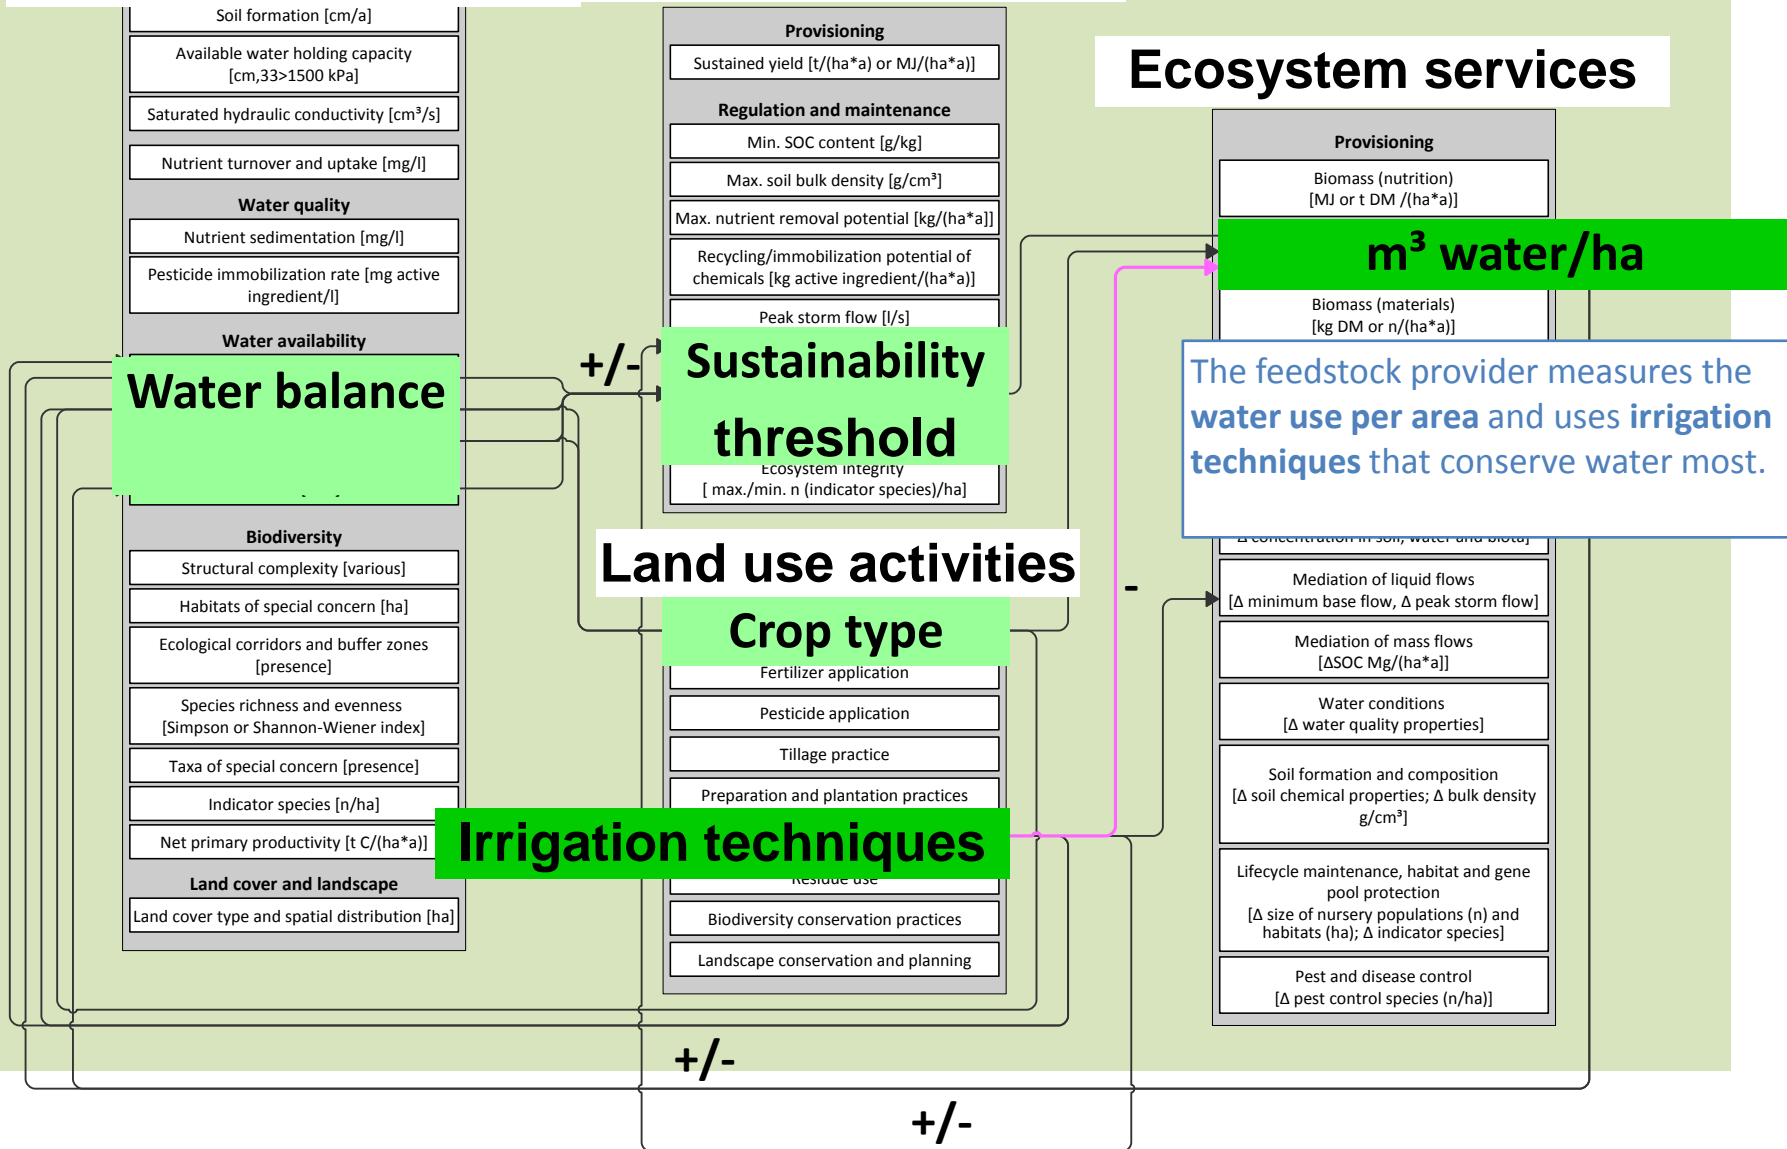 Soil formation [cm/a]
Available water holding capacity
[cm,33>1500 kPa]
Saturated hydraulic conductivity [cm³/s]
Nutrient turnover and uptake [mg/l]
Water quality
Nutrient sedimentation [mg/l]
Pesticide immobilization rate [mg active
ingredient/l]
Water availability
Water balance
Biodiversity
Structural complexity [various]
Habitats of special concern [ha]
Ecological corridors and buffer zones
[presence]
Species richness and evenness
[Simpson or Shannon-Wiener index]
Taxa of special concern [presence]
Indicator species [n/ha]
Net primary productivity [t C/(ha*a)]
Land cover and landscape
Land cover type and spatial distribution [ha]
+/-
Provisioning
Sustained yield [t/(ha*a) or MJ/(ha*a)]
Regulation and maintenance
Min. SOC content [g/kg]
Max. soil bulk density [g/cm³]
Max. nutrient removal potential [kg/(ha*a]]
Recycling/immobilization potential of
chemicals [kg active ingredient/(ha*a)]
Peak storm flow [l/s]
Sustainability
threshold
Ecosystem integrity
[ max./min. n (indicator species)/ha]
Land use activities
Crop type
Fertilizer application
Pesticide application
Tillage practice
Preparation and plantation practices
Irrigation techniques
Residue use
Biodiversity conservation practices
Landscape conservation and planning
+/-
+/-
-
Ecosystem services
Provisioning
Biomass (nutrition)
[MJ or t DM /(ha*a)]
m³ water/ha
Biomass (materials)
[kg DM or n/(ha*a)]
The feedstock provider measures the
water use per area and uses irrigation
techniques that conserve water most.
Δ concentration in soil, water and biota]
Mediation of liquid flows
[Δ minimum base flow, Δ peak storm flow]
Mediation of mass flows
[ΔSOC Mg/(ha*a]]
Water conditions
[Δ water quality properties]
Soil formation and composition
[Δ soil chemical properties; Δ bulk density
g/cm³]
Lifecycle maintenance, habitat and gene
pool protection
[Δ size of nursery populations (n) and
habitats (ha); Δ indicator species]
Pest and disease control
[Δ pest control species (n/ha)]